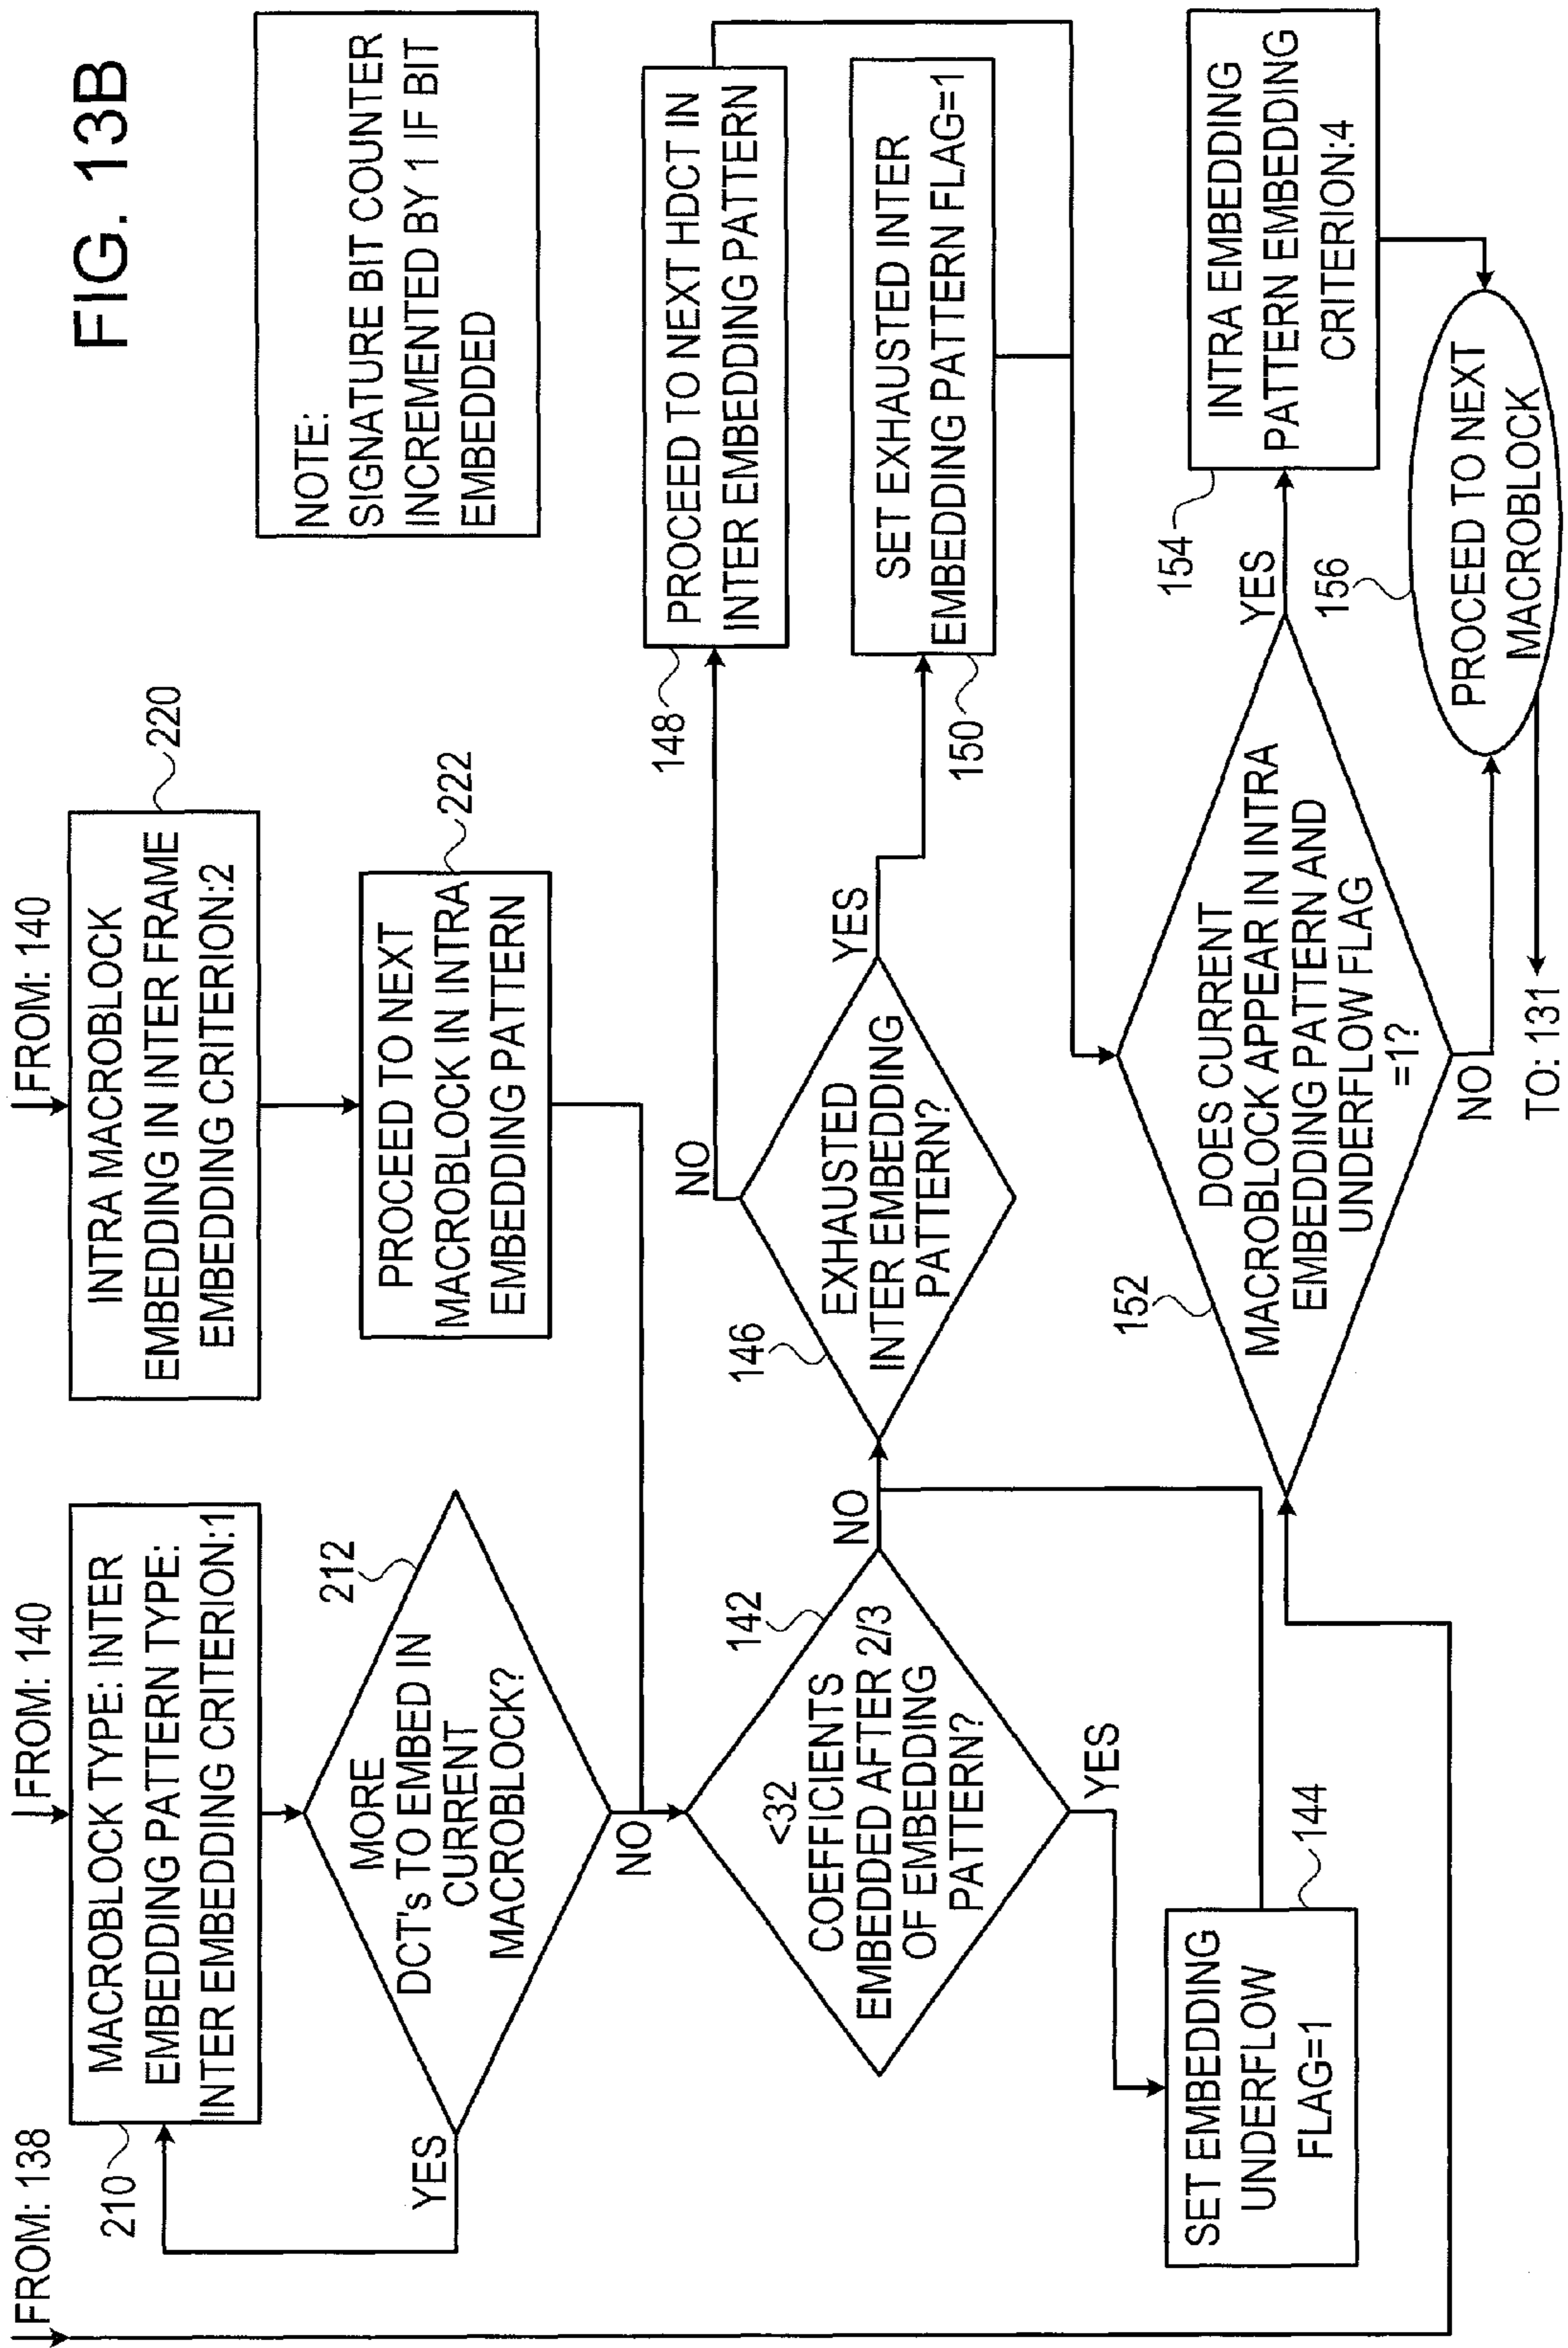 FIG. 13B
FROM: 138
FROM: 140
FROM: 140
210
MACROBLOCK TYPE: INTER
EMBEDDING PATTERN TYPE:
INTER EMBEDDING CRITERION:1
INTRA MACROBLOCK
EMBEDDING IN INTER FRAME
EMBEDDING CRITERION:2
220
NOTE:
SIGNATURE BIT COUNTER
INCREMENTED BY 1 IF BIT
EMBEDDED
YES
MORE
DCT's TO EMBED IN
CURRENT
MACROBLOCK?
212
NO
PROCEED TO NEXT
MACROBLOCK IN INTRA
EMBEDDING PATTERN
222
<32
COEFFICIENTS
EMBEDDED AFTER 2/3
OF EMBEDDING
PATTERN?
142
NO
YES
146
EXHAUSTED
INTER EMBEDDING
PATTERN?
NO
YES
148
PROCEED TO NEXT HDCT IN
INTER EMBEDDING PATTERN
150
SET EXHAUSTED INTER
EMBEDDING PATTERN FLAG=1
SET EMBEDDING
UNDERFLOW
FLAG=1
144
152
DOES CURRENT
MACROBLOCK APPEAR IN INTRA
EMBEDDING PATTERN AND
UNDERFLOW FLAG
=1?
YES
NO
154
INTRA EMBEDDING
PATTERN EMBEDDING
CRITERION:4
156
PROCEED TO NEXT
MACROBLOCK
TO: 131